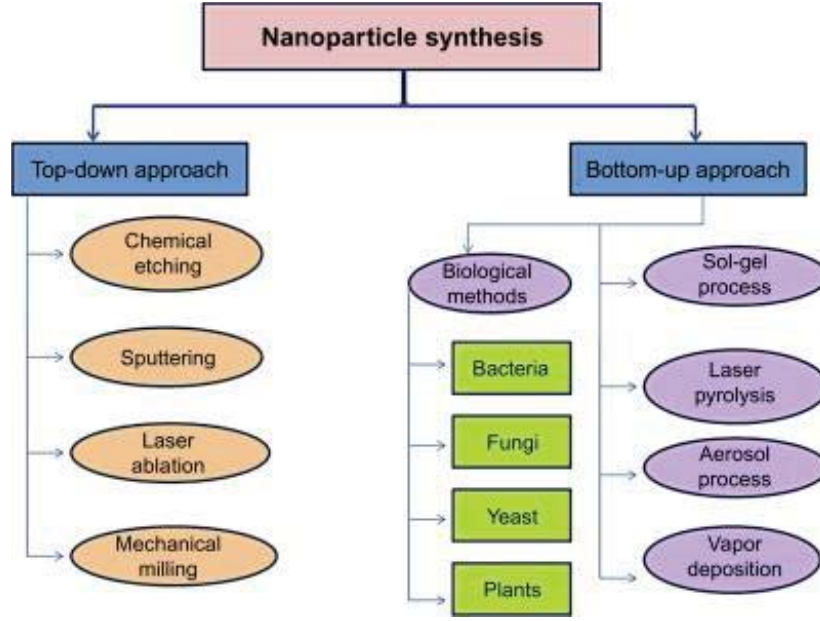 Nanoparticle synthesis
Top-down approach
Chemical
etching
Sputtering
Laser
ablation
Mechanical
milling
Bottom-up approach
Biological
methods
Bacteria
Fungi
Yeast
Plants
Sol-gel
process
Laser
pyrolysis
Aerosol
process
Vapor
deposition